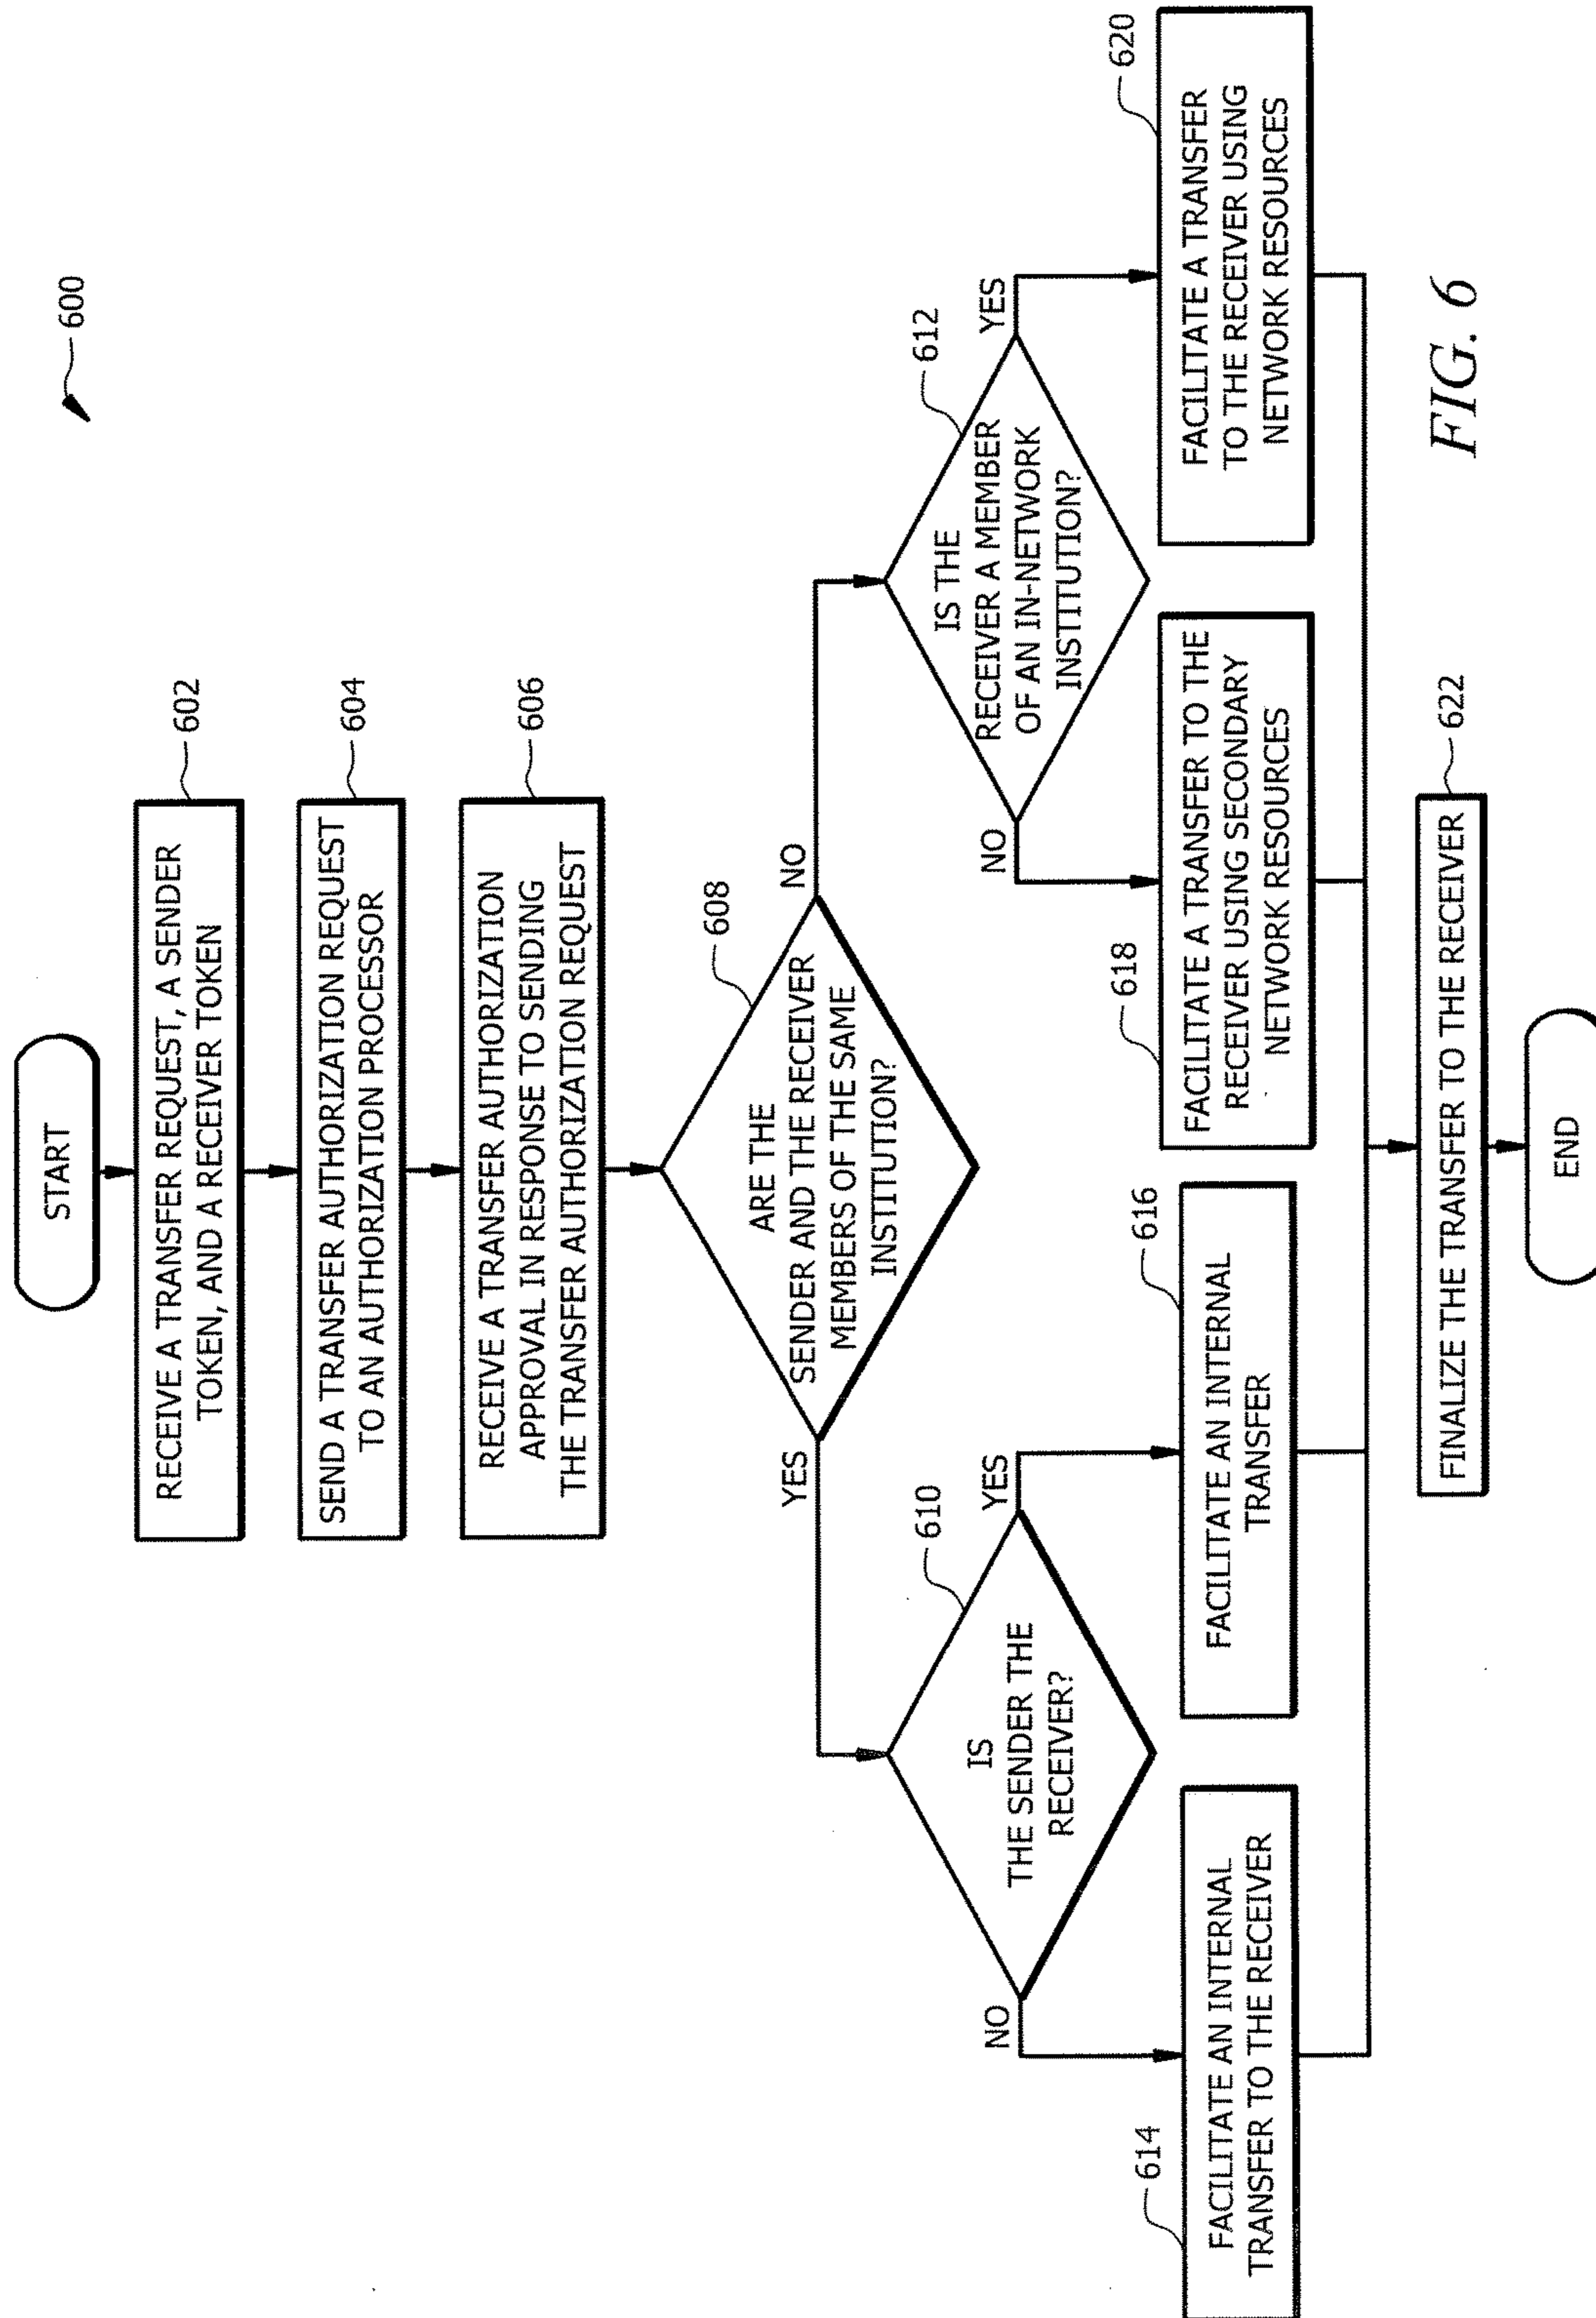 600
START
RECEIVE A TRANSFER REQUEST, A SENDER
TOKEN, AND A RECEIVER TOKEN
602
SEND A TRANSFER AUTHORIZATION REQUEST
TO AN AUTHORIZATION PROCESSOR
604
RECEIVE A TRANSFER AUTHORIZATION
APPROVAL IN RESPONSE TO SENDING
THE TRANSFER AUTHORIZATION REQUEST
606
ARE THE
SENDER AND THE RECEIVER
MEMBERS OF THE SAME
INSTITUTION?
608
YES
NO
IS
THE SENDER THE
RECEIVER?
610
NO
YES
IS THE
RECEIVER A MEMBER
OF AN IN-NETWORK
INSTITUTION?
612
NO
YES
614
FACILITATE AN INTERNAL
TRANSFER TO THE RECEIVER
FACILITATE AN INTERNAL
TRANSFER
616
618
FACILITATE A TRANSFER TO THE
RECEIVER USING SECONDARY
NETWORK RESOURCES
FACILITATE A TRANSFER
TO THE RECEIVER USING
NETWORK RESOURCES
620
FINALIZE THE TRANSFER TO THE RECEIVER
622
END
FIG. 6